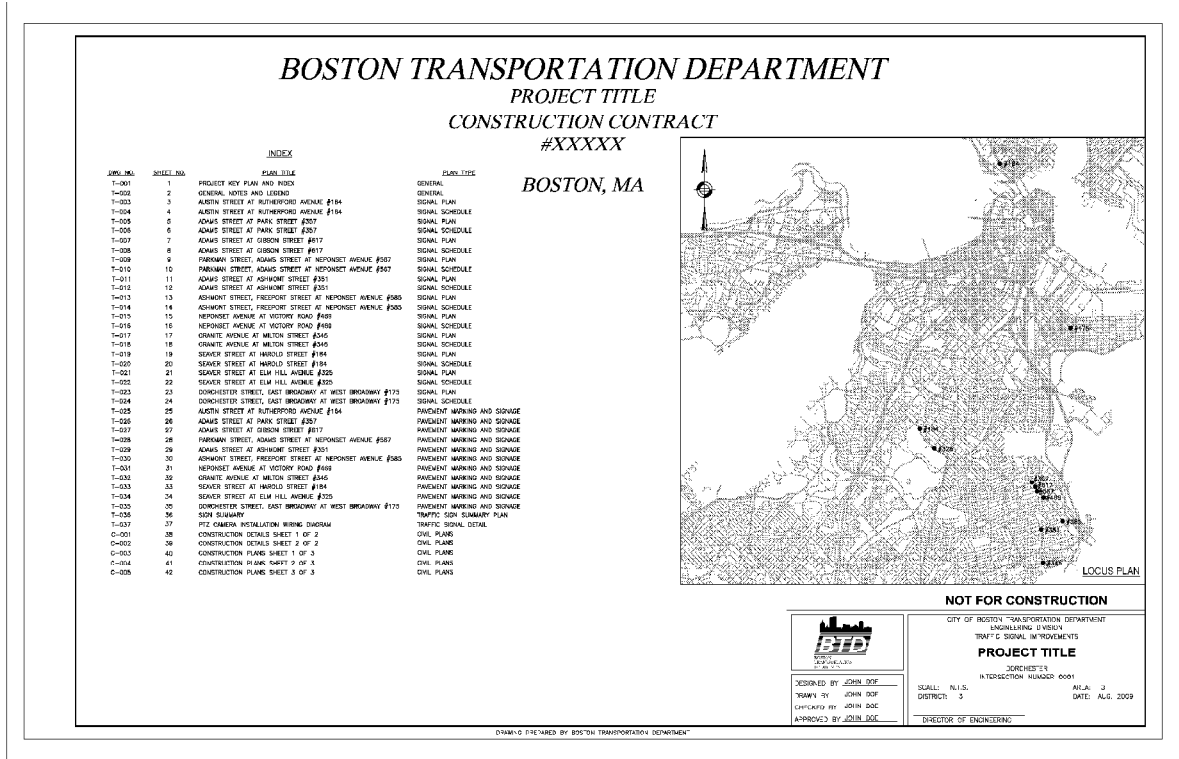 BOSTON TRANSPORTATION DEPARTMENT
PROJECT TITLE
CONSTRUCTION CONTRACT
#XXXXX
BOSTON, MA
INDEX
DWG NO. SHEET NO. PLAN TITLE PLAN TYPE
T-001 1 PROJECT KEY PLAN AND INDEX GENERAL
T-002 2 GENERAL NOTES AND LEGEND GENERAL
T-003 3 AUSTIN STREET AT RUTHERFORD AVENUE #184 SIGNAL PLAN
T-004 4 AUSTIN STREET AT RUTHERFORD AVENUE #184 SIGNAL SCHEDULE
T-005 5 ADAMS STREET AT PARK STREET #357 SIGNAL PLAN
T-006 6 ADAMS STREET AT PARK STREET #357 SIGNAL SCHEDULE
T-007 7 ADAMS STREET AT GIBSON STREET #617 SIGNAL PLAN
T-008 8 ADAMS STREET AT GIBSON STREET #617 SIGNAL SCHEDULE
T-009 9 PARKMAN STREET, ADAMS STREET AT NEPONSET AVENUE #567 SIGNAL PLAN
T-010 10 PARKMAN STREET, ADAMS STREET AT NEPONSET AVENUE #567 SIGNAL SCHEDULE
T-011 11 ADAMS STREET AT ASHMONT STREET #351 SIGNAL PLAN
T-012 12 ADAMS STREET AT ASHMONT STREET #351 SIGNAL SCHEDULE
T-013 13 ASHMONT STREET, FREEPORT STREET AT NEPONSET AVENUE #585 SIGNAL PLAN
T-014 14 ASHMONT STREET, FREEPORT STREET AT NEPONSET AVENUE #585 SIGNAL SCHEDULE
T-015 15 NEPONSET AVENUE AT VICTORY ROAD #469 SIGNAL PLAN
T-016 16 NEPONSET AVENUE AT VICTORY ROAD #469 SIGNAL SCHEDULE
T-017 17 GRANITE AVENUE AT MILTON STREET #345 SIGNAL PLAN
T-018 18 GRANITE AVENUE AT MILTON STREET #345 SIGNAL SCHEDULE
T-019 19 SEAVER STREET AT HAROLD STREET #184 SIGNAL PLAN
T-020 20 SEAVER STREET AT HAROLD STREET #184 SIGNAL SCHEDULE
T-021 21 SEAVER STREET AT ELM HILL AVENUE #325 SIGNAL PLAN
T-022 22 SEAVER STREET AT ELM HILL AVENUE #325 SIGNAL SCHEDULE
T-023 23 DORCHESTER STREET, EAST BROADWAY AT WEST BROADWAY #175 SIGNAL PLAN
T-024 24 DORCHESTER STREET, EAST BROADWAY AT WEST BROADWAY #175 SIGNAL SCHEDULE
T-025 25 AUSTIN STREET AT RUTHERFORD AVENUE #184 PAVEMENT MARKING AND SIGNAGE
T-026 26 ADAMS STREET AT PARK STREET #357 PAVEMENT MARKING AND SIGNAGE
T-027 27 ADAMS STREET AT GIBSON STREET #617 PAVEMENT MARKING AND SIGNAGE
T-028 28 PARKMAN STREET, ADAMS STREET AT NEPONSET AVENUE #567 PAVEMENT MARKING AND SIGNAGE
T-029 29 ADAMS STREET AT ASHMONT STREET #351 PAVEMENT MARKING AND SIGNAGE
T-030 30 ASHMONT STREET, FREEPORT STREET AT NEPONSET AVENUE #585 PAVEMENT MARKING AND SIGNAGE
T-031 31 NEPONSET AVENUE AT VICTORY ROAD #469 PAVEMENT MARKING AND SIGNAGE
T-032 32 GRANITE AVENUE AT MILTON STREET #345 PAVEMENT MARKING AND SIGNAGE
T-033 33 SEAVER STREET AT HAROLD STREET #184 PAVEMENT MARKING AND SIGNAGE
T-034 34 SEAVER STREET AT ELM HILL AVENUE #325 PAVEMENT MARKING AND SIGNAGE
T-035 35 DORCHESTER STREET, EAST BROADWAY AT WEST BROADWAY #175 PAVEMENT MARKING AND SIGNAGE
T-036 36 SIGN SUMMARY TRAFFIC SIGN SUMMARY PLAN
T-037 37 PTZ CAMERA INSTALLATION WIRING DIAGRAM TRAFFIC SIGNAL DETAIL
C-001 38 CONSTRUCTION DETAILS SHEET 1 OF 2 CIVIL PLANS
C-002 39 CONSTRUCTION DETAILS SHEET 2 OF 2 CIVIL PLANS
C-003 40 CONSTRUCTION PLANS SHEET 1 OF 3 CIVIL PLANS
C-004 41 CONSTRUCTION PLANS SHEET 2 OF 3 CIVIL PLANS
C-005 42 CONSTRUCTION PLANS SHEET 3 OF 3 CIVIL PLANS
LOCUS PLAN
NOT FOR CONSTRUCTION
BTD
BOSTON
TRANSPORTATION
DEPARTMENT
DESIGNED BY JOHN DOE
DRAWN BY JOHN DOE
CHECKED BY JOHN DOE
APPROVED BY JOHN DOE
CITY OF BOSTON TRANSPORTATION DEPARTMENT
ENGINEERING DIVISION
TRAFFIC SIGNAL IMPROVEMENTS
PROJECT TITLE
DORCHESTER
INTERSECTION NUMBER 0001
SCALE: N.T.S. AREA: 3
DISTRICT: 3 DATE: AUG. 2009
DIRECTOR OF ENGINEERING
DRAWING PREPARED BY BOSTON TRANSPORTATION DEPARTMENT